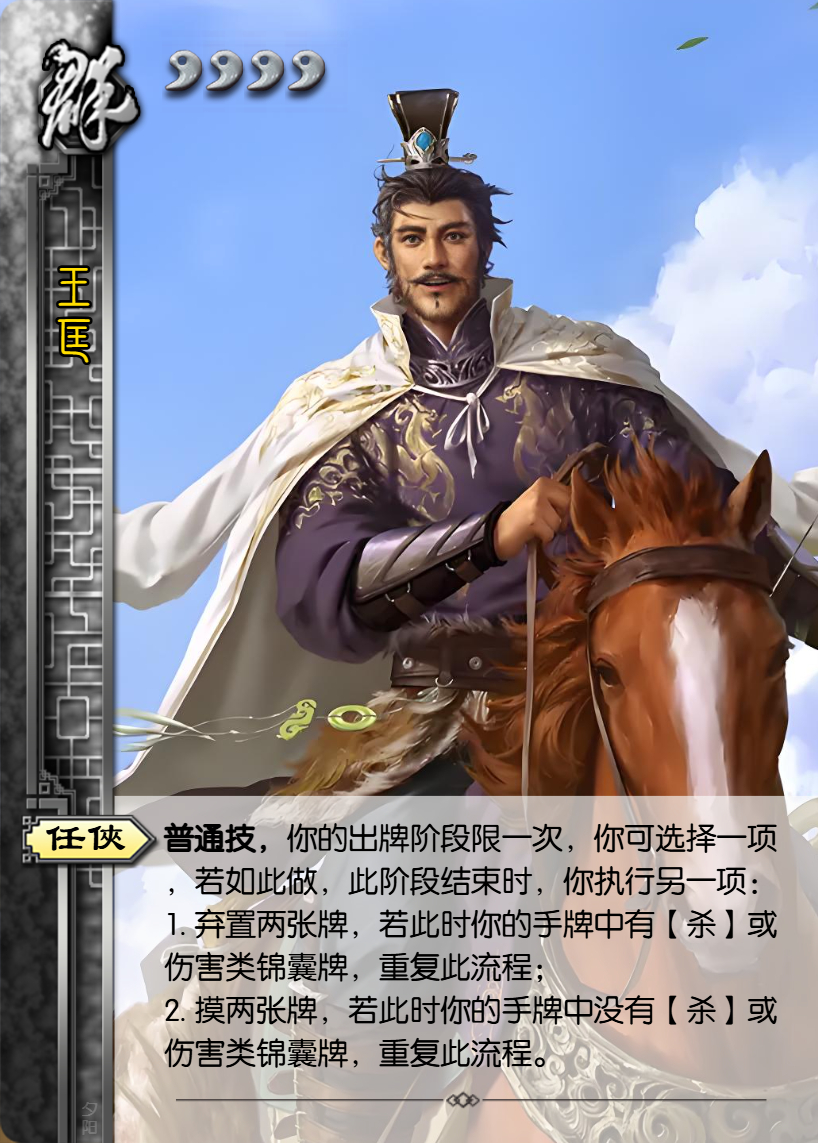 群
王匡
任侠
普通技，你的出牌阶段限一次，你可选择一项
，若如此做，此阶段结束时，你执行另一项：
1. 弃置两张牌，若此时你的手牌中有【杀】或
伤害类锦囊牌，重复此流程；
2. 摸两张牌，若此时你的手牌中没有【杀】或
伤害类锦囊牌，重复此流程。
夕阳